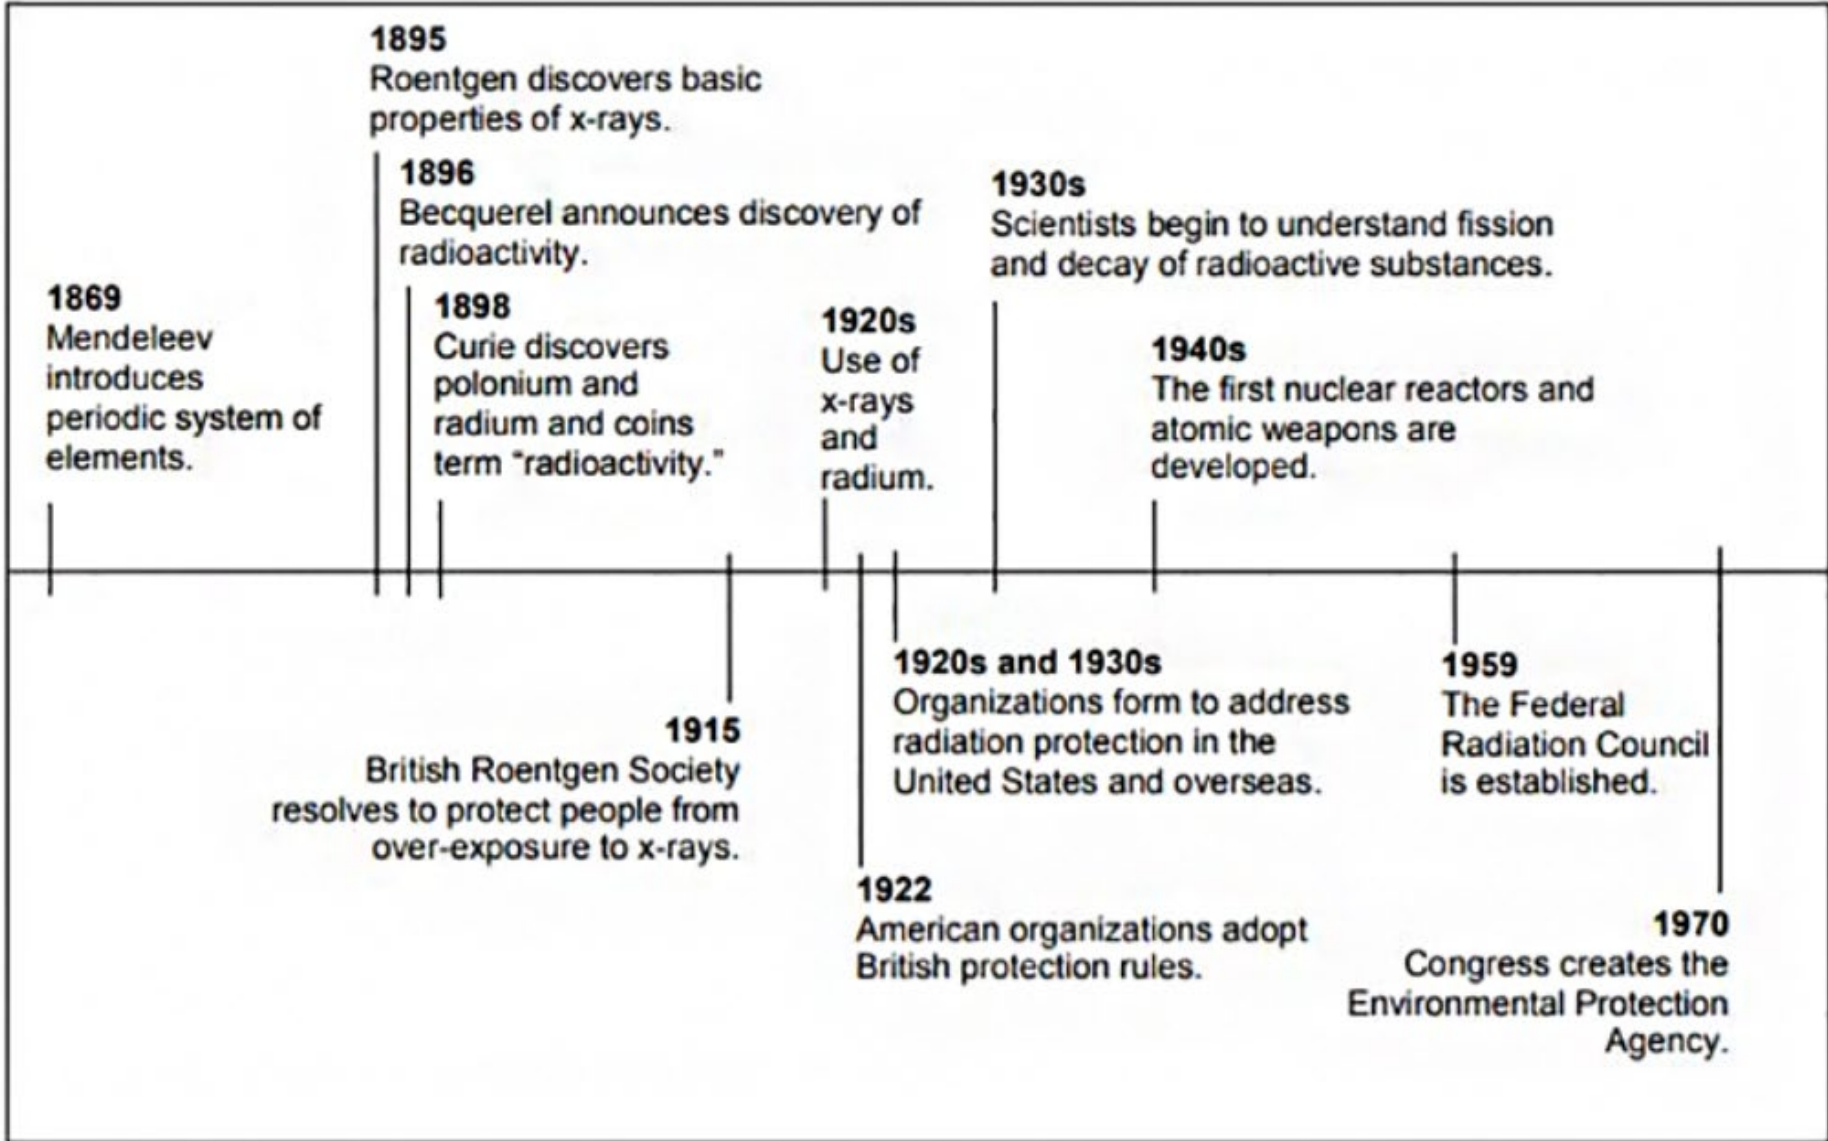 1895
Roentgen discovers basic
properties of x-rays.
1896
Becquerel announces discovery of
radioactivity.
1869
Mendeleev
introduces
periodic system of
elements.
1898
Curie discovers
polonium and
radium and coins
term “radioactivity.”
1920s
Use of
x-rays
and
radium.
1930s
Scientists begin to understand fission
and decay of radioactive substances.
1940s
The first nuclear reactors and
atomic weapons are
developed.
1915
British Roentgen Society
resolves to protect people from
over-exposure to x-rays.
1922
American organizations adopt
British protection rules.
1920s and 1930s
Organizations form to address
radiation protection in the
United States and overseas.
1959
The Federal
Radiation Council
is established.
1970
Congress creates the
Environmental Protection
Agency.